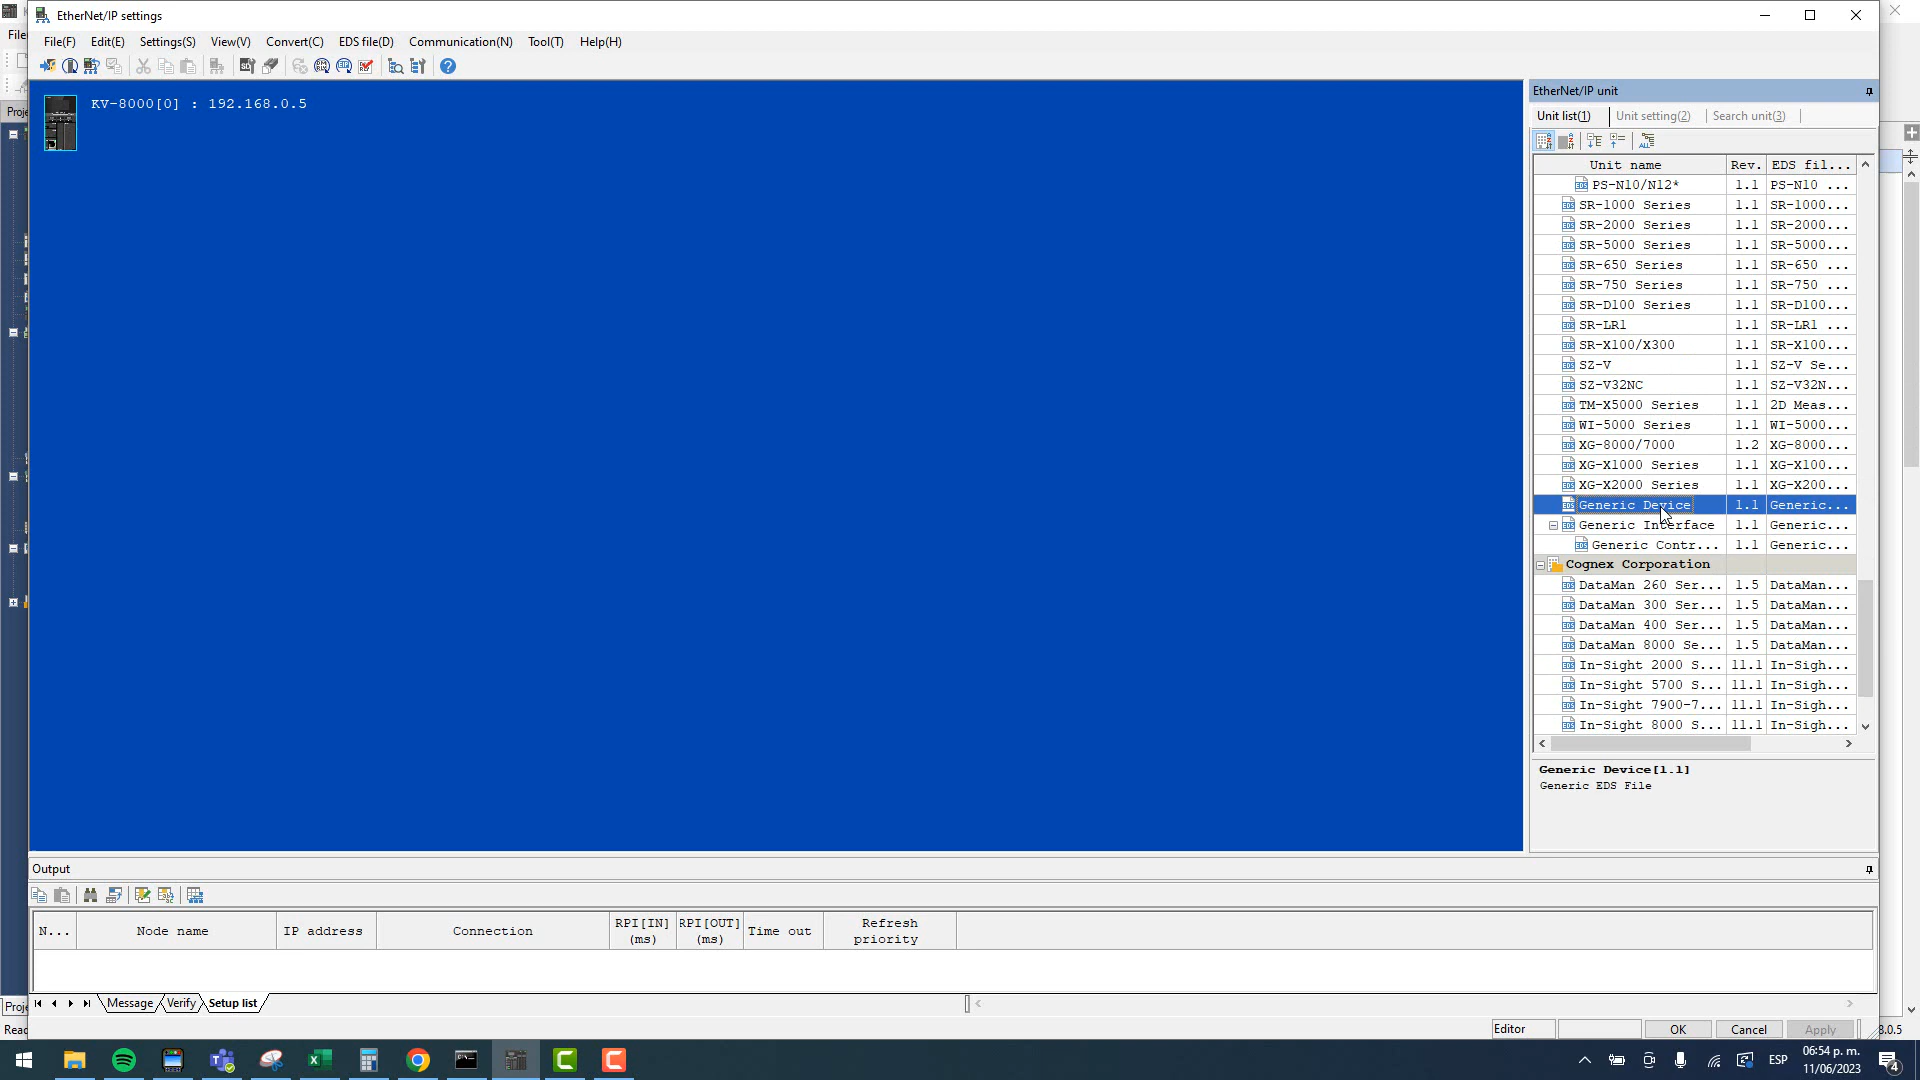 EtherNet/IP settings
File(F) Edit(E) Settings(S) View(V) Convert(C) EDS file(D) Communication(N) Tool(T) Help(H)
KV-8000[0] : 192.168.0.5
EtherNet/IP unit
Unit list(1) Unit setting(2) Search unit(3)
Unit name Rev. EDS fil...
PS-N10/N12* 1.1 PS-N10 ...
SR-1000 Series 1.1 SR-1000...
SR-2000 Series 1.1 SR-2000...
SR-5000 Series 1.1 SR-5000...
SR-650 Series 1.1 SR-650 ...
SR-750 Series 1.1 SR-750 ...
SR-D100 Series 1.1 SR-D100...
SR-LR1 1.1 SR-LR1 ...
SR-X100/X300 1.1 SR-X100...
SZ-V 1.1 SZ-V Se...
SZ-V32NC 1.1 SZ-V32N...
TM-X5000 Series 1.1 2D Meas...
WI-5000 Series 1.1 WI-5000...
XG-8000/7000 1.2 XG-8000...
XG-X1000 Series 1.1 XG-X100...
XG-X2000 Series 1.1 XG-X200...
Generic Device 1.1 Generic...
Generic Interface 1.1 Generic...
Generic Contr... 1.1 Generic...
Cognex Corporation
DataMan 260 Ser... 1.5 DataMan...
DataMan 300 Ser... 1.5 DataMan...
DataMan 400 Ser... 1.5 DataMan...
DataMan 8000 Se... 1.5 DataMan...
In-Sight 2000 S... 11.1 In-Sigh...
In-Sight 5700 S... 11.1 In-Sigh...
In-Sight 7900-7... 11.1 In-Sigh...
In-Sight 8000 S... 11.1 In-Sigh...
Generic Device[1.1]
Generic EDS File
Output
N... Node name IP address Connection RPI[IN] (ms) RPI[OUT] (ms) Time out Refresh priority
Message Verify Setup list
Editor OK Cancel Apply
ESP 06:54 p. m.
11/06/2023
4